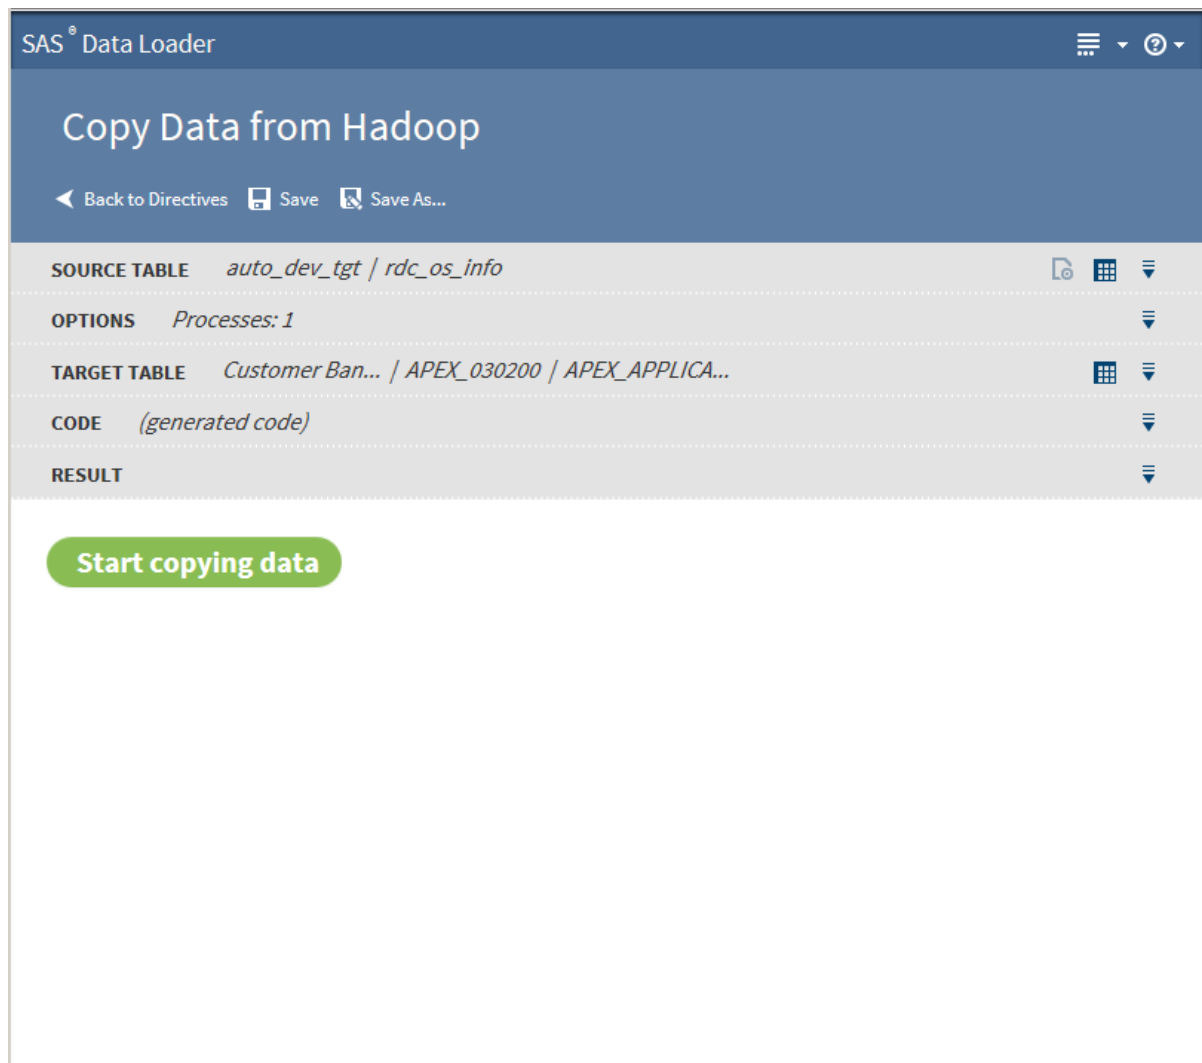 SAS® Data Loader
Copy Data from Hadoop
Back to Directives Save Save As...
SOURCE TABLE auto_dev_tgt | rdc_os_info
OPTIONS Processes: 1
TARGET TABLE Customer Ban... | APEX_030200 | APEX_APPLICA...
CODE (generated code)
RESULT
Start copying data